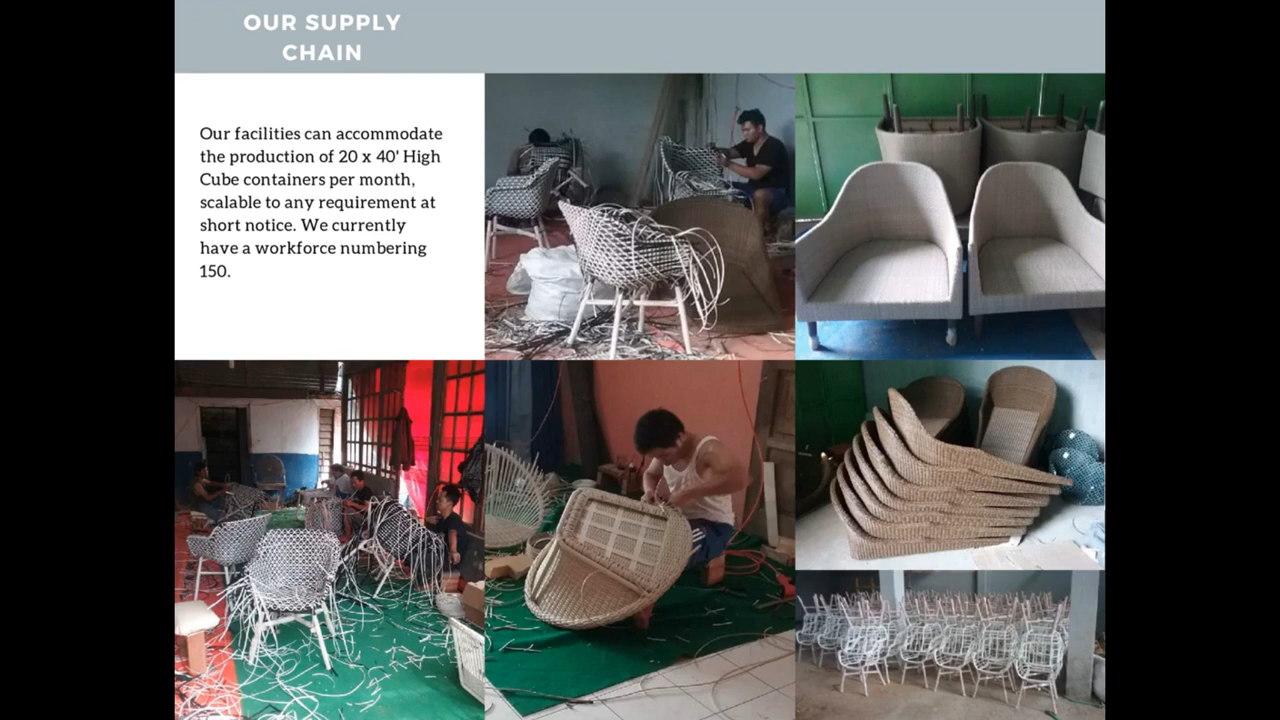 OUR SUPPLY
CHAIN
Our facilities can accommodate
the production of 20 x 40' High
Cube containers per month,
scalable to any requirement at
short notice. We currently
have a workforce numbering
150.